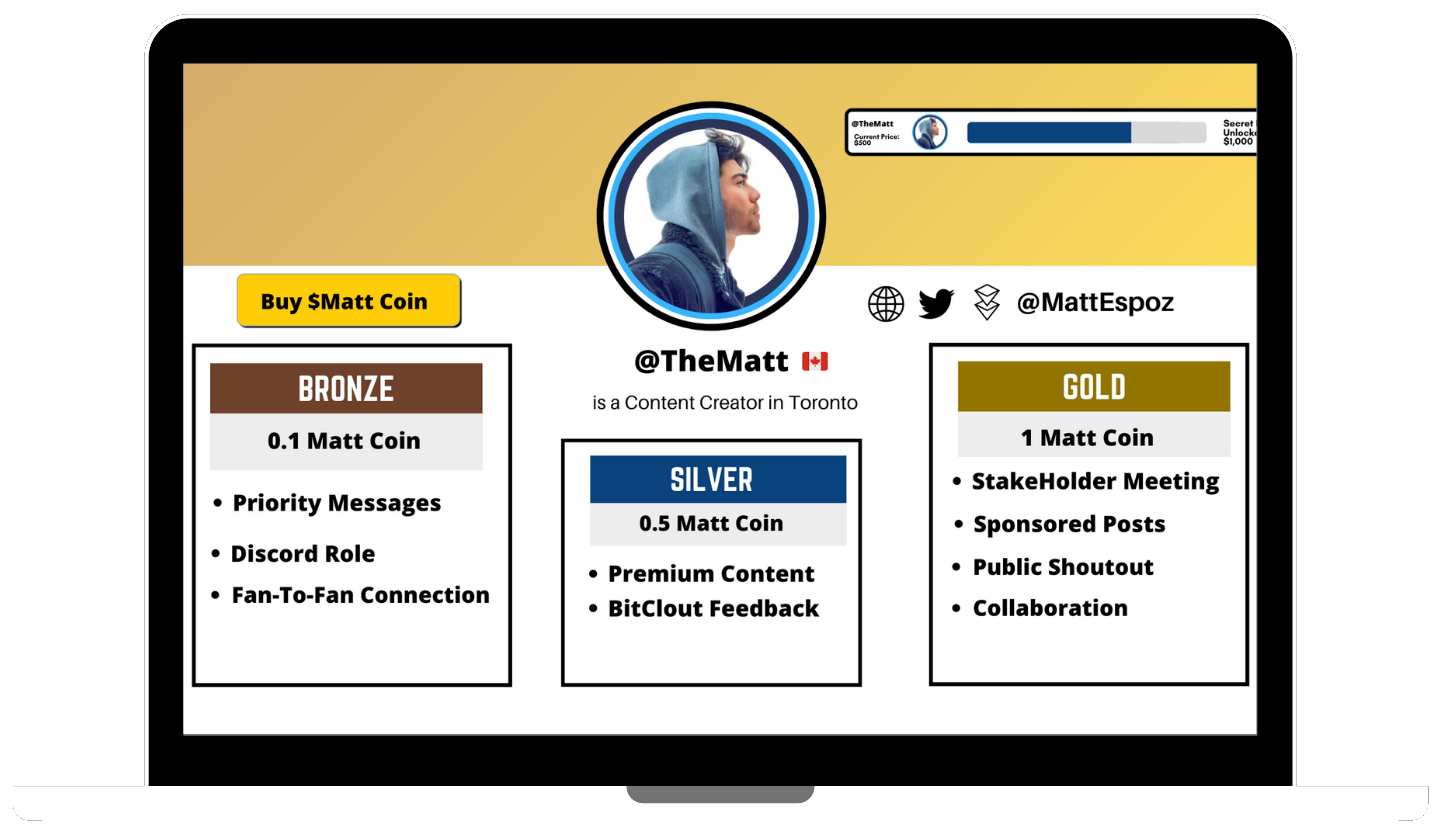 @TheMatt
Current Price:
$500
Secret
Unlock
$1,000
Buy $Matt Coin
@MattEspoz
@TheMatt
is a Content Creator in Toronto
BRONZE
0.1 Matt Coin
• Priority Messages
• Discord Role
• Fan-To-Fan Connection
SILVER
0.5 Matt Coin
• Premium Content
• BitClout Feedback
GOLD
1 Matt Coin
• StakeHolder Meeting
• Sponsored Posts
• Public Shoutout
• Collaboration